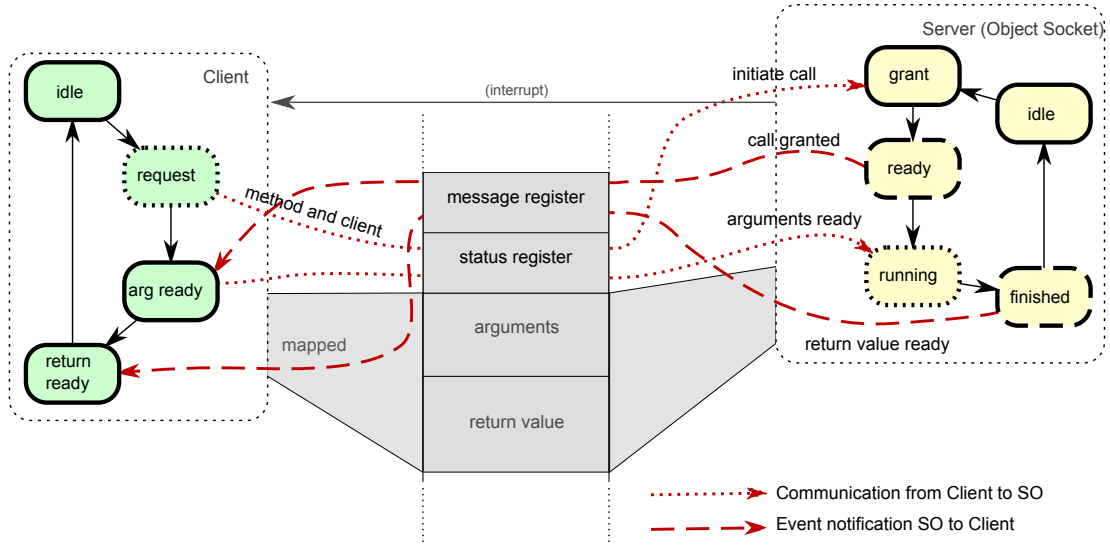 Server (Object Socket)
Client
idle
request
arg ready
return
ready
(interrupt)
method and client
mapped
message register
status register
arguments
return value
initiate call
call granted
arguments ready
return value ready
grant
idle
ready
running
finished
Communication from Client to SO
Event notification SO to Client